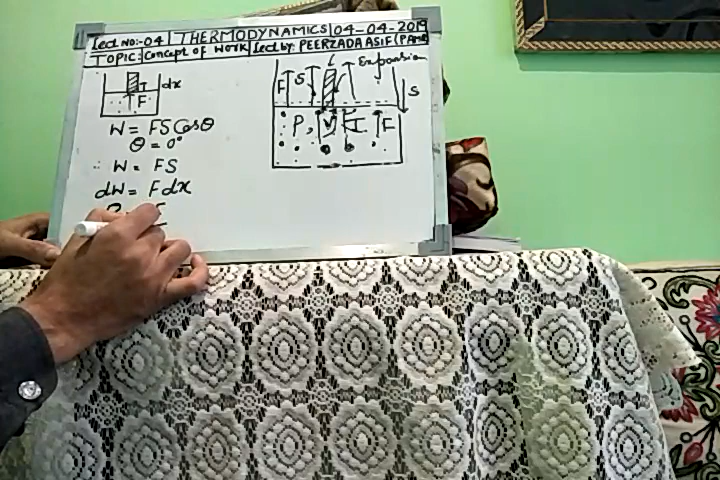 Lect NO:-04 | THERMODYNAMICS | 04-04-2019
TOPIC: Concept of Work | Lect by: PEERZADA ASIF
Expansion
dx
F
F S
S
P, V, T F
W = FS Cosθ
θ = 0°
∴ W = FS
dW = Fdx